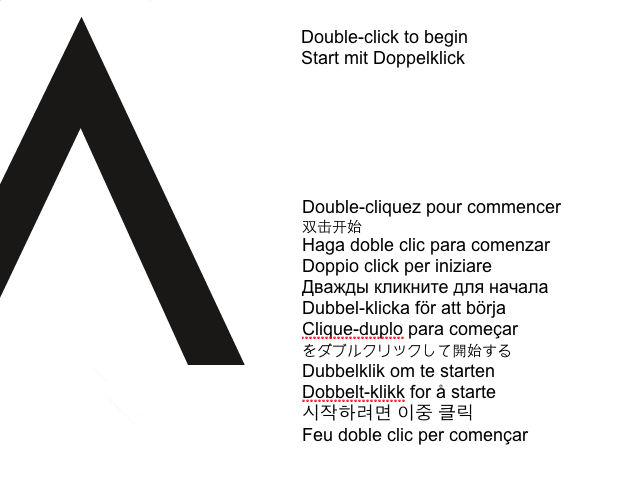 Double-click to begin
Start mit Doppelklick
Double-cliquez pour commencer
双击开始
Haga doble clic para comenzar
Doppio click per iniziare
Дважды кликните для начала
Dubbel-klicka för att börja
Clique-duplo para começar
をダブルクリックして開始する
Dubbelklik om te starten
Dobbelt-klikk for å starte
시작하려면 이중 클릭
Feu doble clic per començar